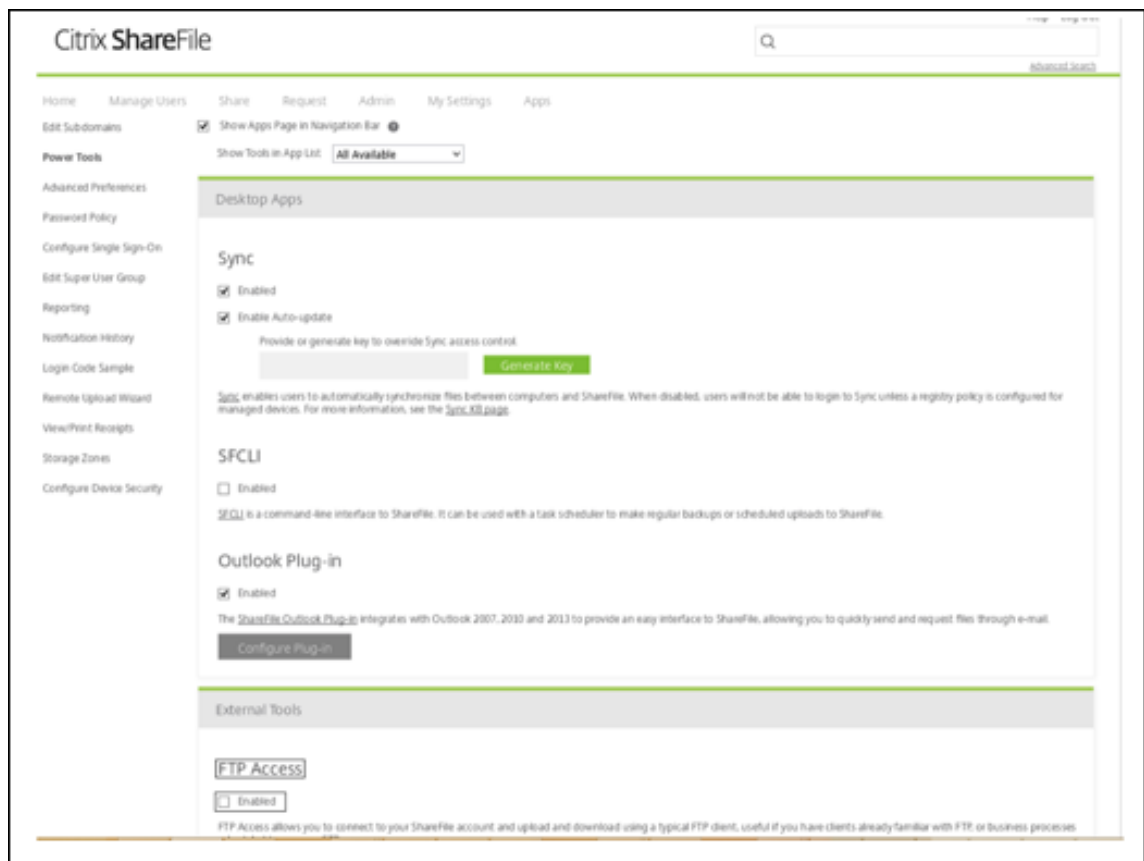 Help Log Out
Citrix ShareFile
Advanced Search
Home Manage Users Share Request Admin My Settings Apps
Edit Subdomains
Power Tools
Advanced Preferences
Password Policy
Configure Single Sign-On
Edit Super User Group
Reporting
Notification History
Login Code Sample
Remote Upload Wizard
View/Print Receipts
Storage Zones
Configure Device Security
Show Apps Page in Navigation Bar
Show Tools in App List All Available
Desktop Apps
Sync
Enabled
Enable Auto-update
Provide or generate key to override Sync access control.
Generate Key
Sync enables users to automatically synchronize files between computers and ShareFile. When disabled, users will not be able to login to Sync unless a registry policy is configured for
managed devices. For more information, see the Sync KB page.
SFCLI
Enabled
SFCLI is a command-line interface to ShareFile. It can be used with a task scheduler to make regular backups or scheduled uploads to ShareFile.
Outlook Plug-in
Enabled
The ShareFile Outlook Plug-in integrates with Outlook 2007, 2010 and 2013 to provide an easy interface to ShareFile, allowing you to quickly send and request files through e-mail.
Configure Plug-in
External Tools
FTP Access
Enabled
FTP Access allows you to connect to your ShareFile account and upload and download using a typical FTP client, useful if you have clients already familiar with FTP, or business processes